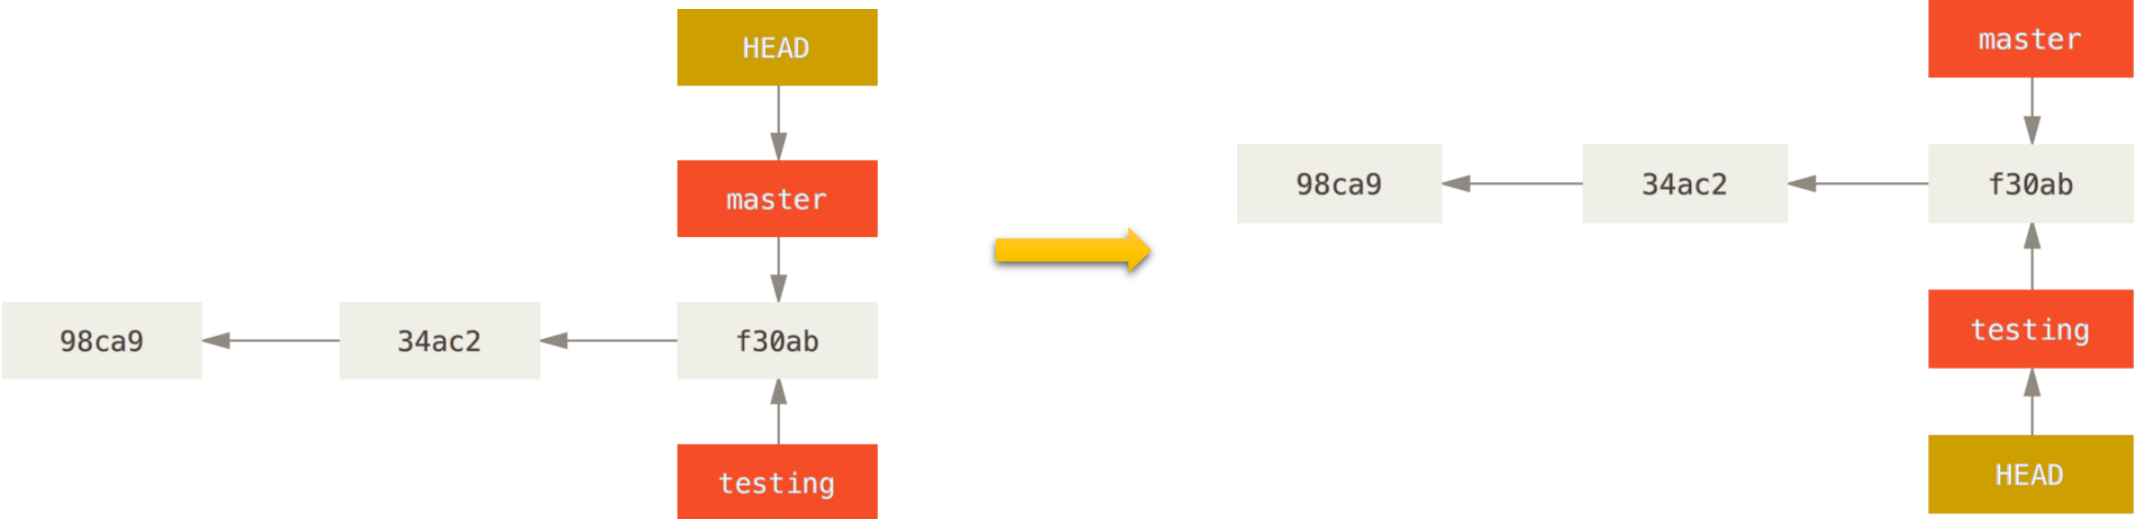 HEAD
master
98ca9
34ac2
f30ab
testing
master
98ca9
34ac2
f30ab
testing
HEAD